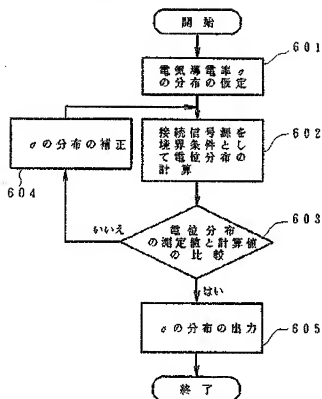 開始
601
電気導電率σ
の分布の仮定
602
接続信号源を
境界条件とし
て電位分布の
計算
σの分布の補正
604
603
いいえ
電位分布
の測定値と計算値
の比較
はい
σの分布の出力
605
終了